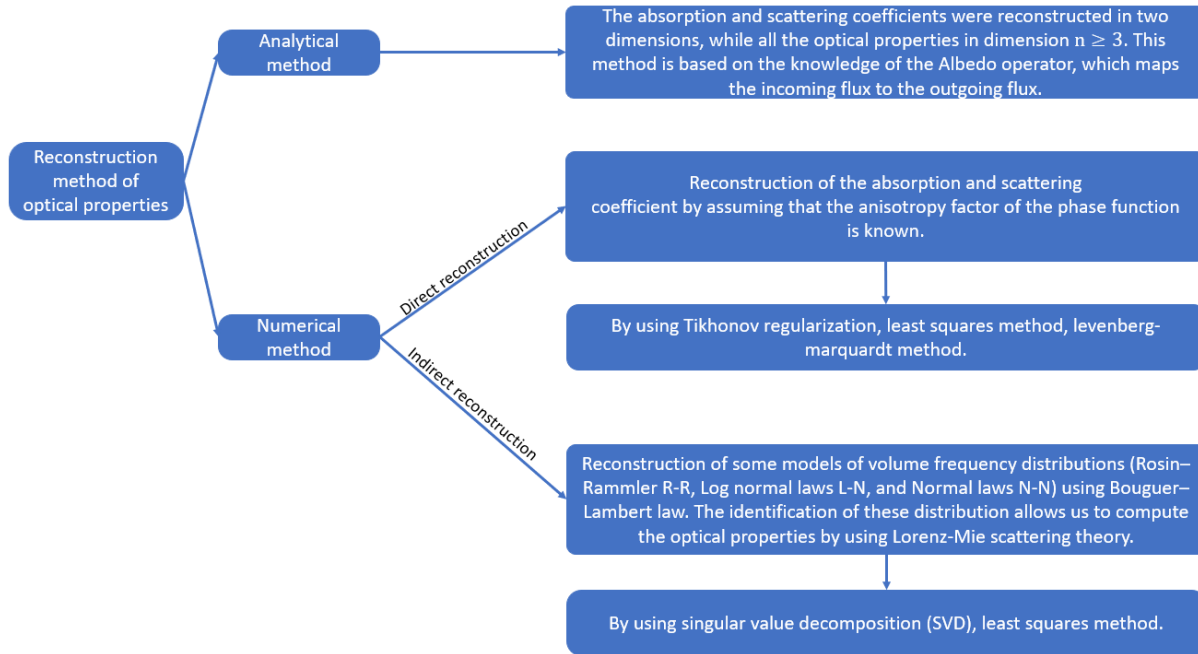 Analytical
method
The absorption and scattering coefficients were reconstructed in two
dimensions, while all the optical properties in dimension n ≥ 3. This
method is based on the knowledge of the Albedo operator, which maps
the incoming flux to the outgoing flux.
Reconstruction
method of
optical properties
Reconstruction of the absorption and scattering
coefficient by assuming that the anisotropy factor of the phase function
is known.
Direct reconstruction
Numerical
method
By using Tikhonov regularization, least squares method, levenberg-
marquardt method.
Indirect reconstruction
Reconstruction of some models of volume frequency distributions (Rosin–
Rammler R-R, Log normal laws L-N, and Normal laws N-N) using Bouguer–
Lambert law. The identification of these distribution allows us to compute
the optical properties by using Lorenz-Mie scattering theory.
By using singular value decomposition (SVD), least squares method.